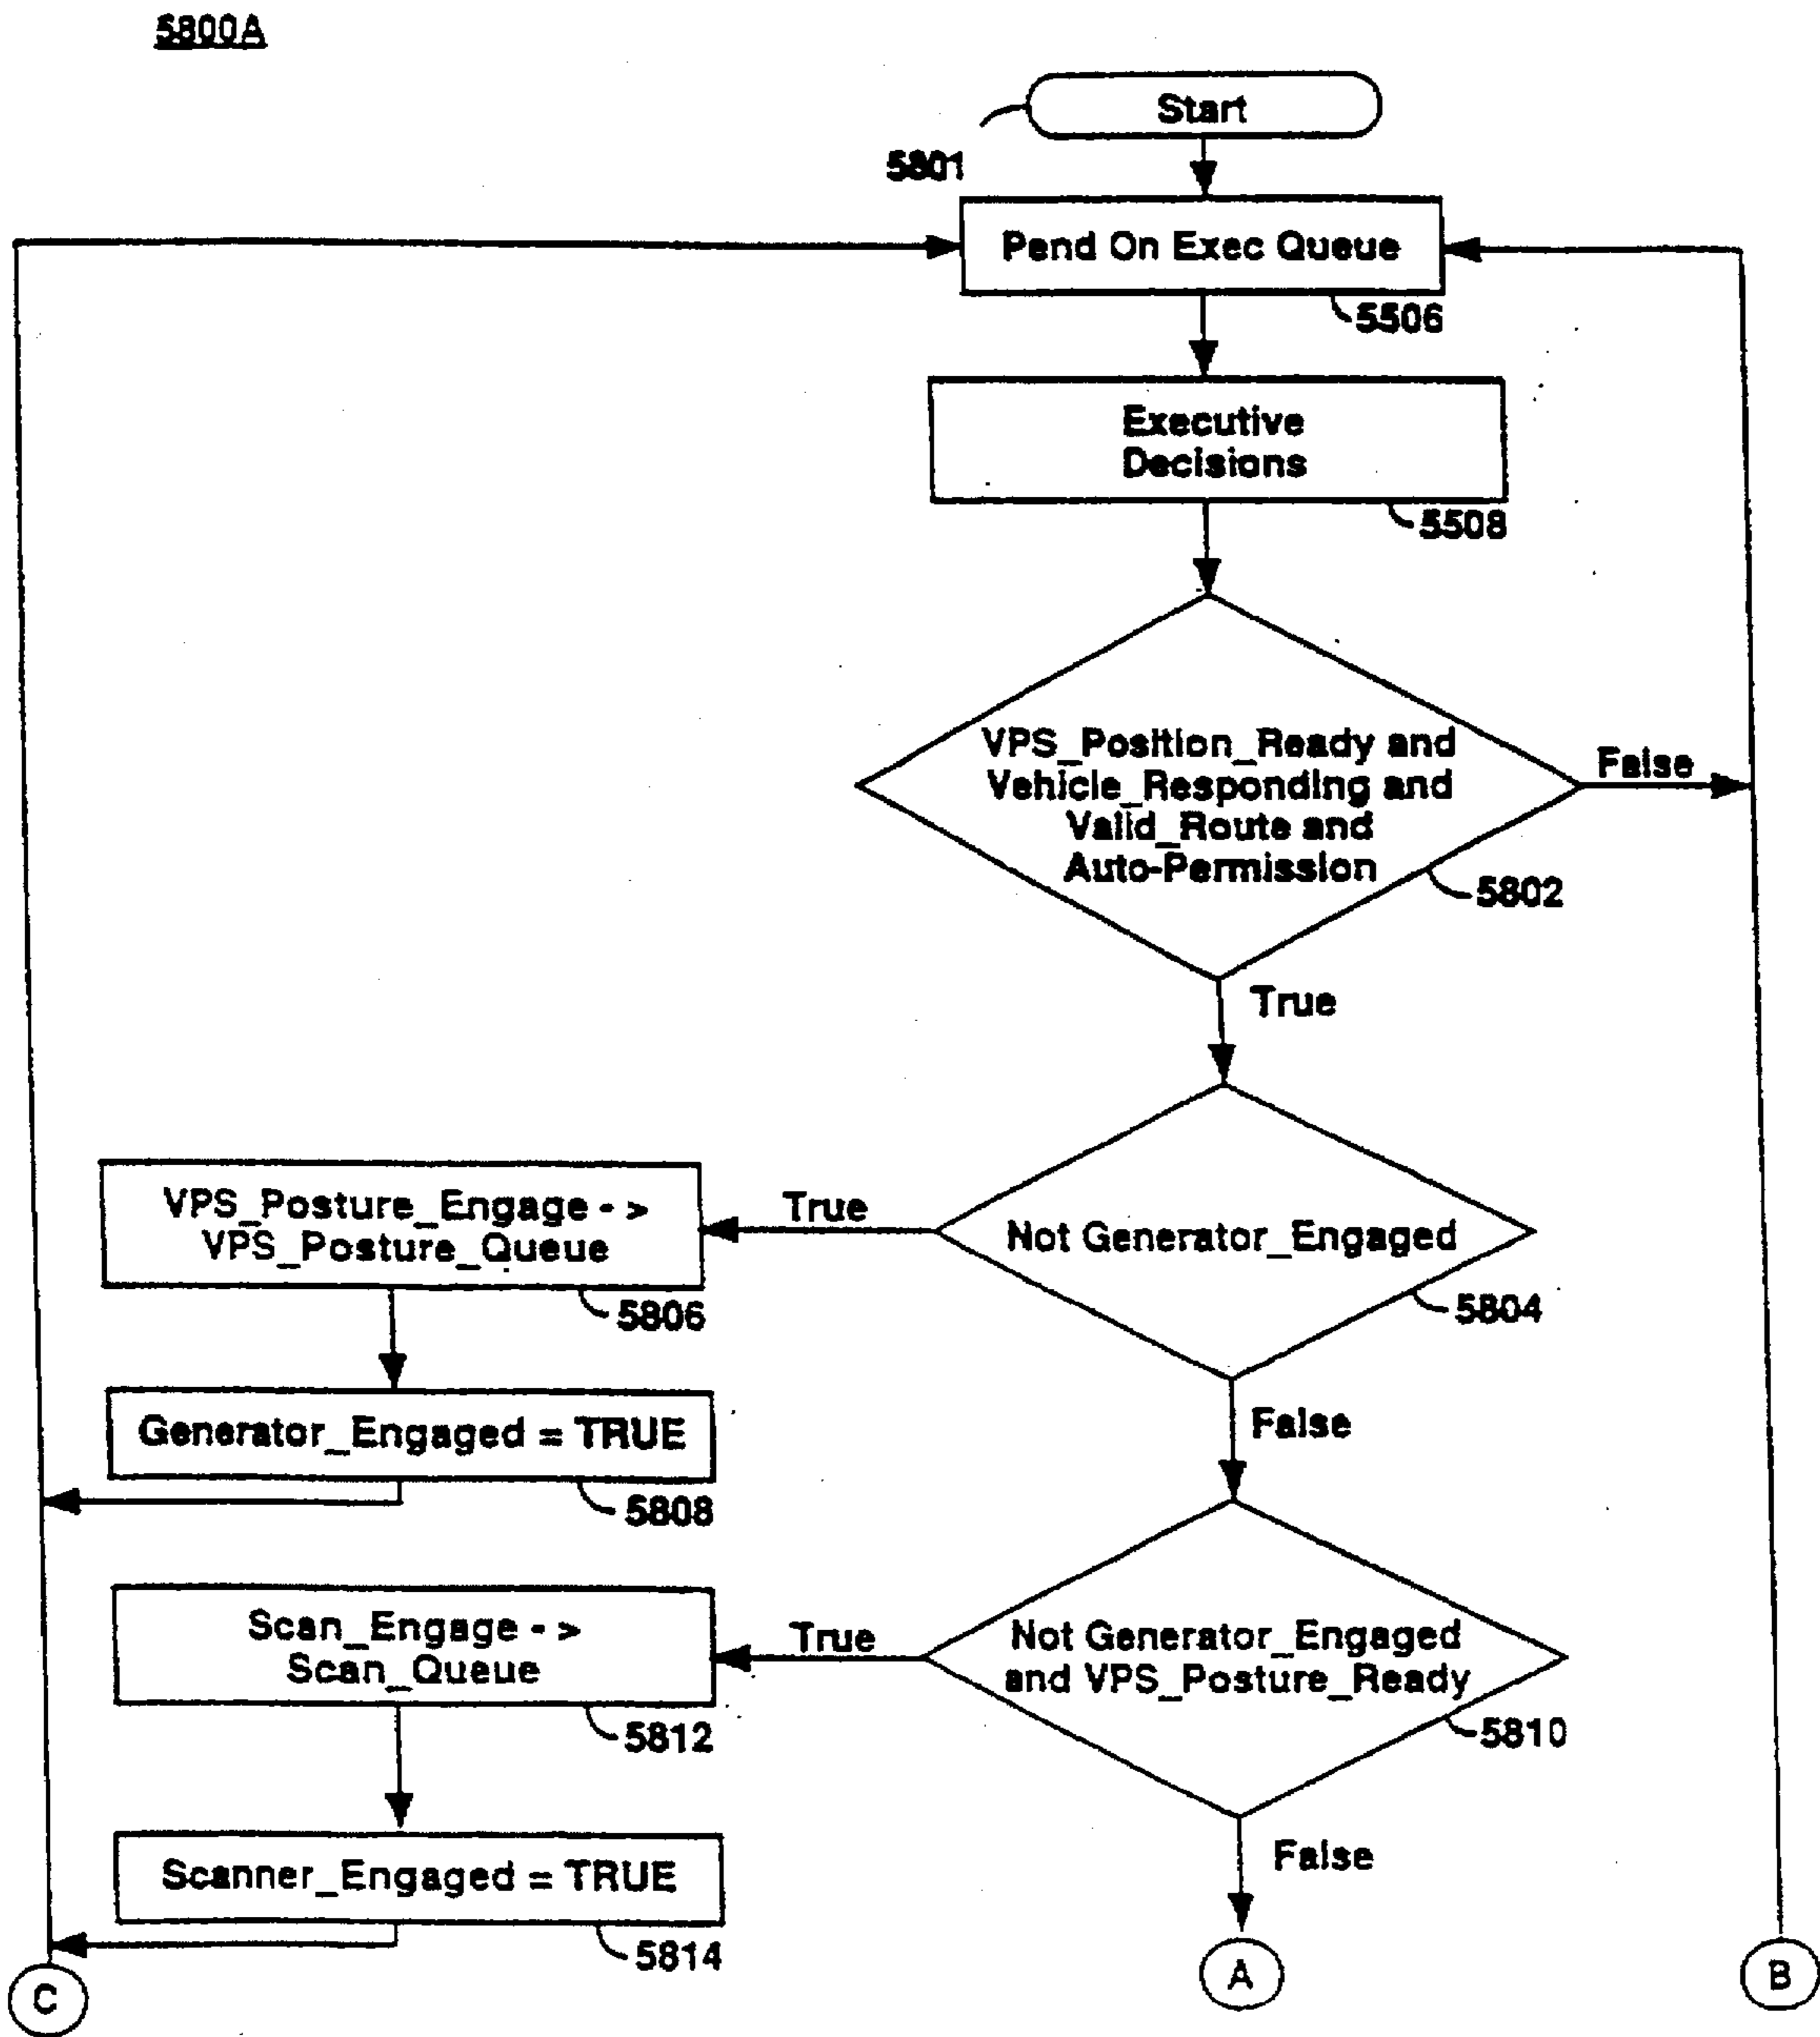 5800A
Start
5801
Pend On Exec Queue
5506
Executive
Decisions
5508
VPS_Position_Ready and
Vehicle_Responding and
Valid_Route and
Auto-Permission
False
5802
True
VPS_Posture_Engage - >
VPS_Posture_Queue
5806
True
Not Generator_Engaged
5804
Generator_Engaged = TRUE
5808
False
Scan_Engage - >
Scan_Queue
5812
True
Not Generator_Engaged
and VPS_Posture_Ready
5810
Scanner_Engaged = TRUE
5814
False
C
A
B